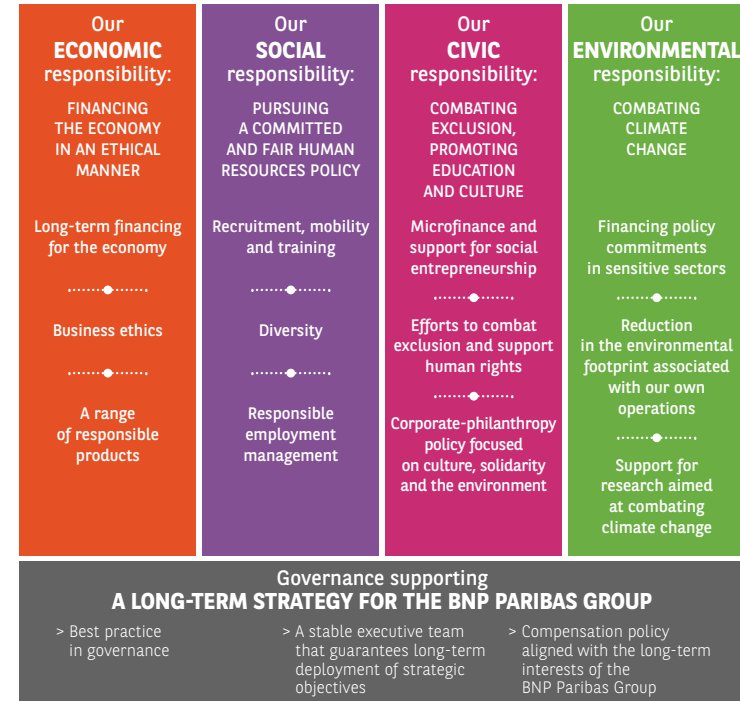 Our
ECONOMIC
responsibility:
FINANCING
THE ECONOMY
IN AN ETHICAL
MANNER
Long-term financing
for the economy
Business ethics
A range
of responsible
products
Our
SOCIAL
responsibility:
PURSUING
A COMMITTED
AND FAIR HUMAN
RESOURCES POLICY
Recruitment, mobility
and training
Diversity
Responsible
employment
management
Our
CIVIC
responsibility:
COMBATING
EXCLUSION,
PROMOTING
EDUCATION
AND CULTURE
Microfinance and
support for social
entrepreneurship
Efforts to combat
exclusion and support
human rights
Corporate-philanthropy
policy focused
on culture, solidarity
and the environment
Our
ENVIRONMENTAL
responsibility:
COMBATING
CLIMATE
CHANGE
Financing policy
commitments
in sensitive sectors
Reduction
in the environmental
footprint associated
with our own
operations
Support for
research aimed
at combating
climate change
Governance supporting
A LONG-TERM STRATEGY FOR THE BNP PARIBAS GROUP
> Best practice
in governance
> A stable executive team
that guarantees long-term
deployment of strategic
objectives
> Compensation policy
aligned with the long-term
interests of the
BNP Paribas Group